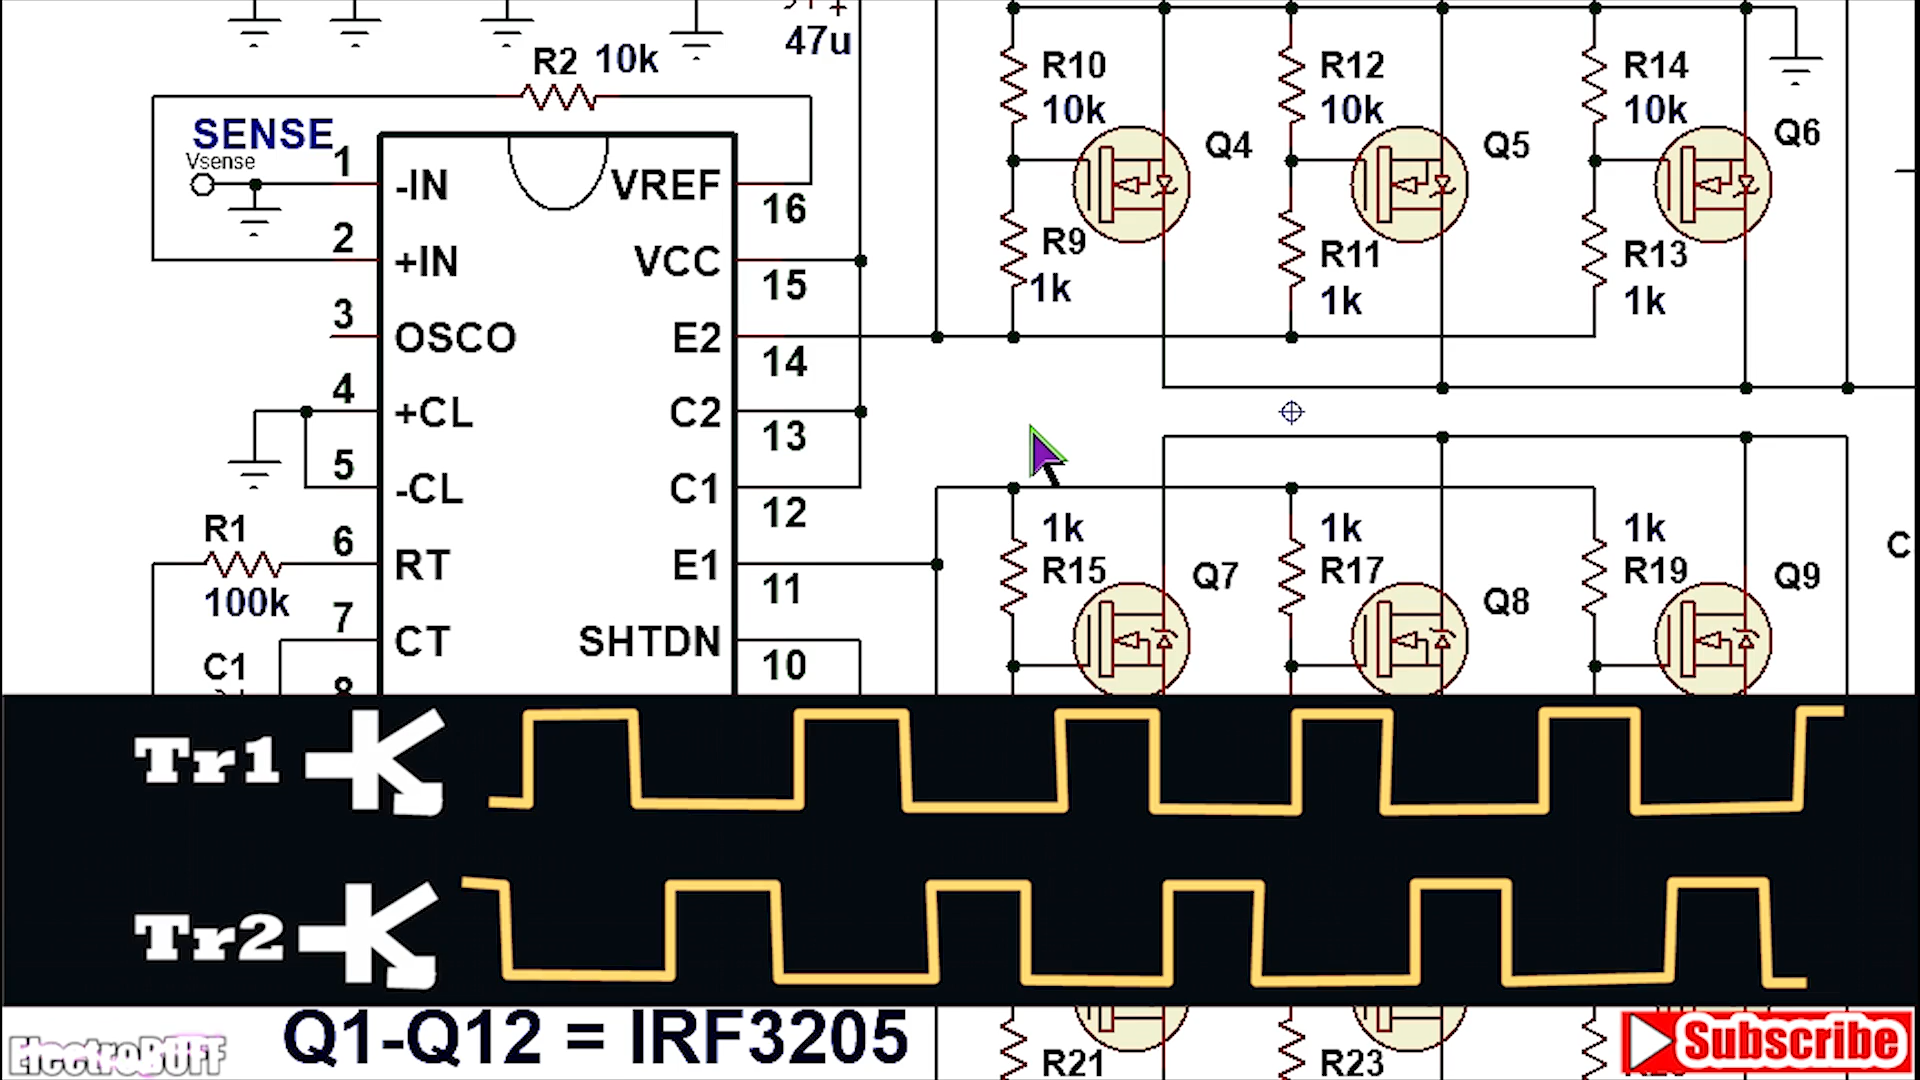 47u
R2 10k
SENSE
Vsense
1 -IN VREF 16
2 +IN VCC 15
3 OSCO E2 14
4 +CL C2 13
5 -CL C1 12
R1
100k
6 RT E1 11
7 CT SHTDN 10
C1
8
R10
10k
Q4
R12
10k
Q5
R14
10k
Q6
R9
1k
R11
1k
R13
1k
C
1k
R15
Q7
1k
R17
Q8
1k
R19
Q9
Tr1
Tr2
Q1-Q12 = IRF3205
R21
R23
ElectroBUFF
Subscribe